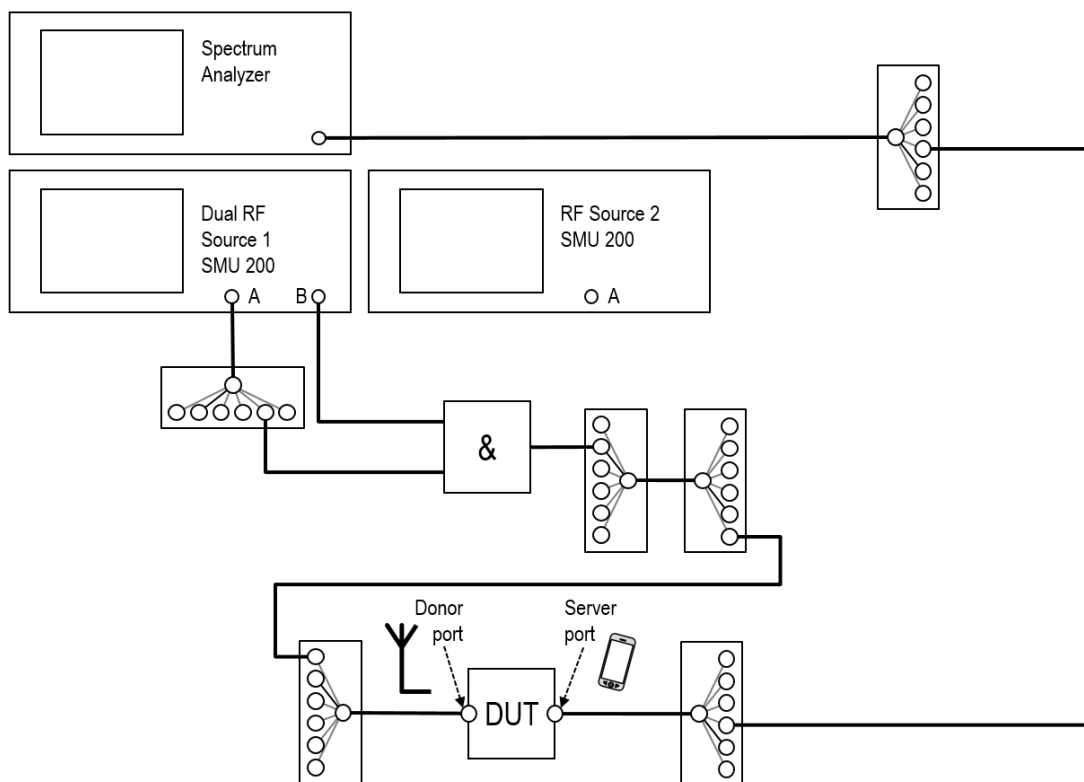 Spectrum
Analyzer
Dual RF
Source 1
SMU 200
A
B
RF Source 2
SMU 200
A
&
Donor
port
Server
port
DUT